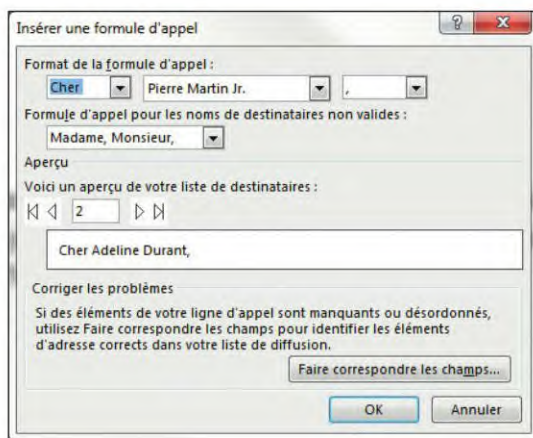 Insérer une formule d'appel
Format de la formule d'appel :
Cher Pierre Martin Jr. ,
Formule d'appel pour les noms de destinataires non valides :
Madame, Monsieur,
Aperçu
Voici un aperçu de votre liste de destinataires :
2
Cher Adeline Durant,
Corriger les problèmes
Si des éléments de votre ligne d'appel sont manquants ou désordonnés,
utilisez Faire correspondre les champs pour identifier les éléments
d'adresse corrects dans votre liste de diffusion.
Faire correspondre les champs...
OK Annuler